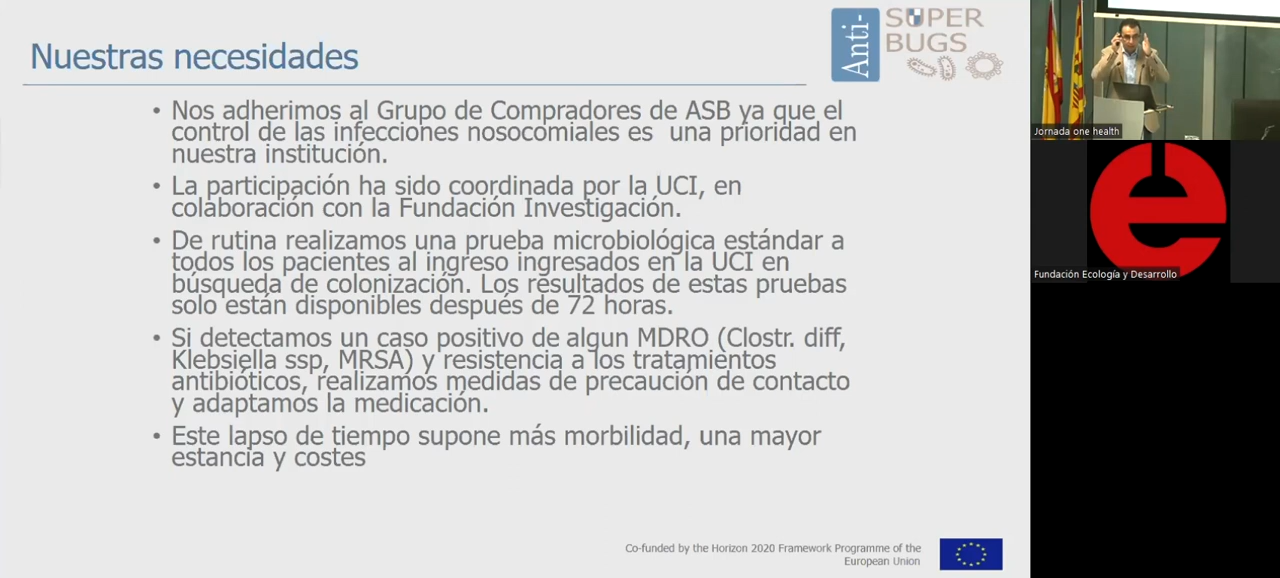 Nuestras necesidades
Anti-
SUPER
BUGS
• Nos adherimos al Grupo de Compradores de ASB ya que el
control de las infecciones nosocomiales es una prioridad en
nuestra institución.
• La participación ha sido coordinada por la UCI, en
colaboración con la Fundación Investigación.
• De rutina realizamos una prueba microbiológica estándar a
todos los pacientes al ingreso ingresados en la UCI en
búsqueda de colonización. Los resultados de estas pruebas
solo están disponibles después de 72 horas.
• Si detectamos un caso positivo de algun MDRO (Clostr. diff,
Klebsiella ssp, MRSA) y resistencia a los tratamientos
antibióticos, realizamos medidas de precaución de contacto
y adaptamos la medicación.
• Este lapso de tiempo supone más morbilidad, una mayor
estancia y costes
Co-funded by the Horizon 2020 Framework Programme of the
European Union
Jornada one health
e
Fundación Ecología y Desarrollo